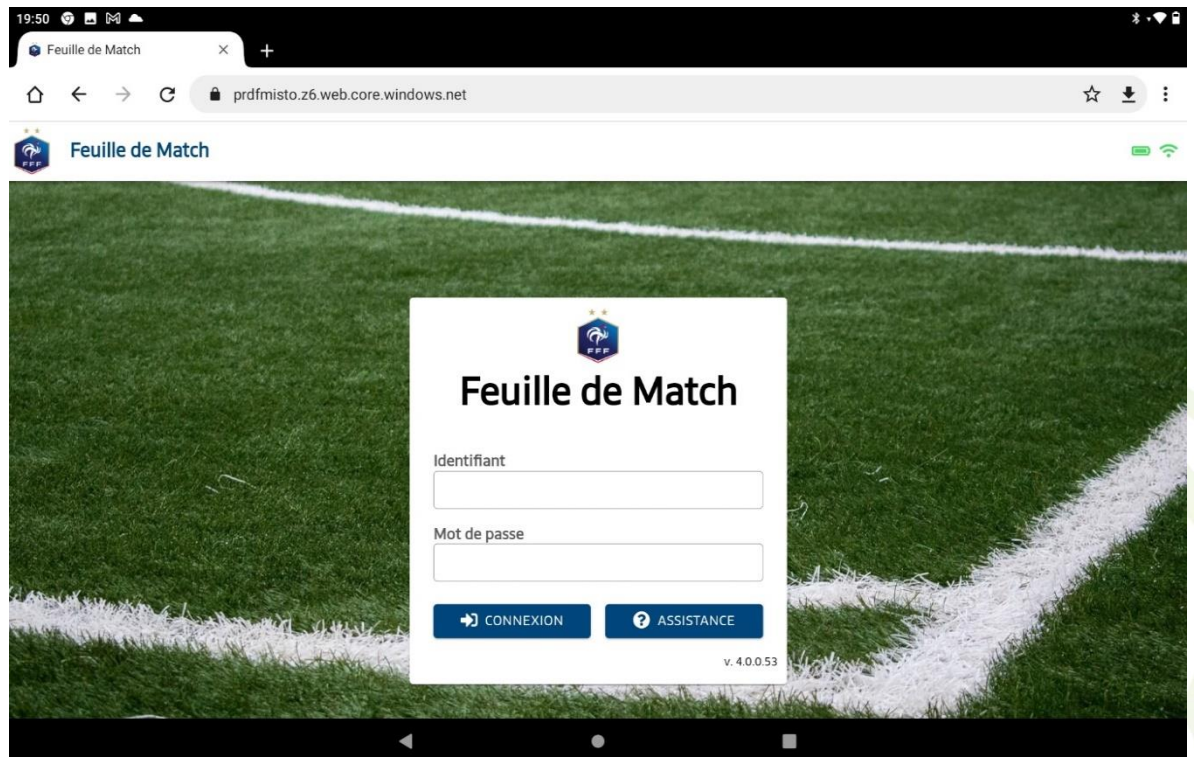 19:50
Feuille de Match
prdfmisto.z6.web.core.windows.net
FFF
Feuille de Match
FFF
Feuille de Match
Identifiant
Mot de passe
CONNEXION
ASSISTANCE
v. 4.0.0.53